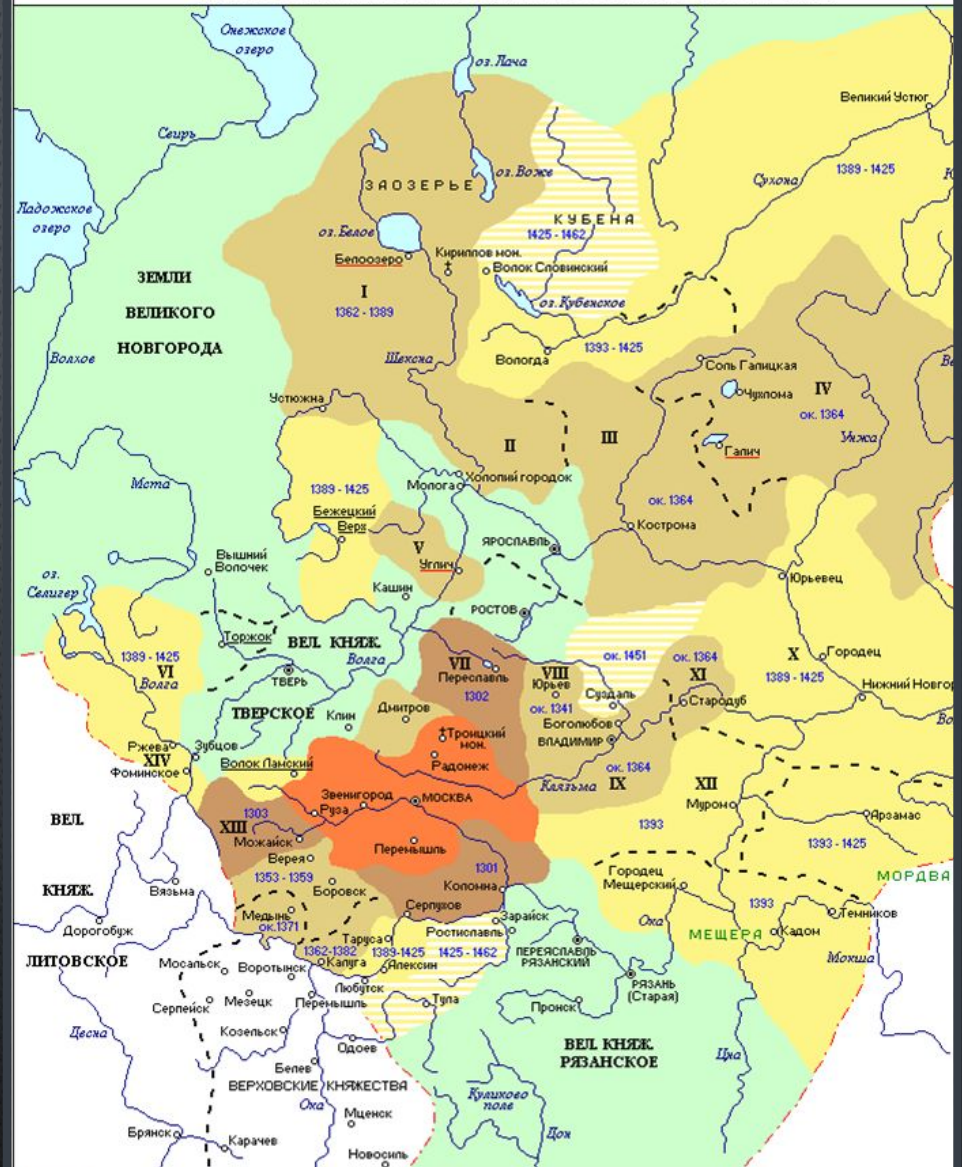 Онежское
озеро
оз. Лача
Великий Устюг
Свирь
Сухона
1389 - 1425
оз. Воже
ЗАОЗЕРЬЕ
Ладожское
озеро
КУБЕНА
1425 - 1462
оз. Белое
Белоозеро
Кириллов мон.
Волок Словинский
ЗЕМЛИ
ВЕЛИКОГО
НОВГОРОДА
I
1362 - 1389
оз. Кубенское
Волхов
Шексна
Вологда
1393 - 1425
Соль Галицкая
Чухлома
IV
ок. 1364
Устюжна
Унжа
II
III
Галич
Мста
Холопий городок
Молога
1389 - 1425
Бежецкий
Верх
ок. 1364
Кострома
V
Углич
ЯРОСЛАВЛЬ
Вышний
Волочек
Юрьевец
оз.
Селигер
Кашин
РОСТОВ
Торжок
ВЕЛ. КНЯЖ.
Волга
1389 - 1425
VI
Волга
ТВЕРЬ
ТВЕРСКОЕ
VII
Переславль
1302
VIII
Юрьев
ок. 1341
ок. 1451
ок. 1364
XI
Стародуб
X
1389 - 1425
Городец
Нижний Новгор
Суздаль
Боголюбов
ВЛАДИМИР
Клин
Дмитров
Троицкий
мон.
Радонеж
Ржева
Зубцов
XIV
Фоминское
Волок Ламский
ок. 1364
Клязьма
IX
XII
Муром
Звенигород
Руза
МОСКВА
1303
XIII
Можайск
Перемышль
1393
Арзамас
1393 - 1425
ВЕЛ.
Верея
1353 - 1359
Боровск
1301
Колонна
Городец
Мещерский
МОРДВА
КНЯЖ.
Вязьма
Медынь
ок.1371
Серпухов
Зарайск
Ростиславль
Ока
1393
Темников
Дорогобуж
Таруса
1362-1382
1389-1425
1425 - 1462
МЕЩЕРА
Кадом
ПЕРЕЯСЛАВЛЬ
РЯЗАНСКИЙ
Мокша
ЛИТОВСКОЕ
Мосальск
Воротынск
Калуга
Алексин
Любутск
РЯЗАНЬ
(Старая)
Серпейск
Мезецк
Перемышль
Тула
Пронск
Десна
Козельск
Одоев
ВЕЛ. КНЯЖ.
РЯЗАНСКОЕ
Цна
Белев
ВЕРХОВСКИЕ КНЯЖЕСТВА
Ока
Куликово
поле
Мценск
Брянск
Карачев
Дон
Новосиль